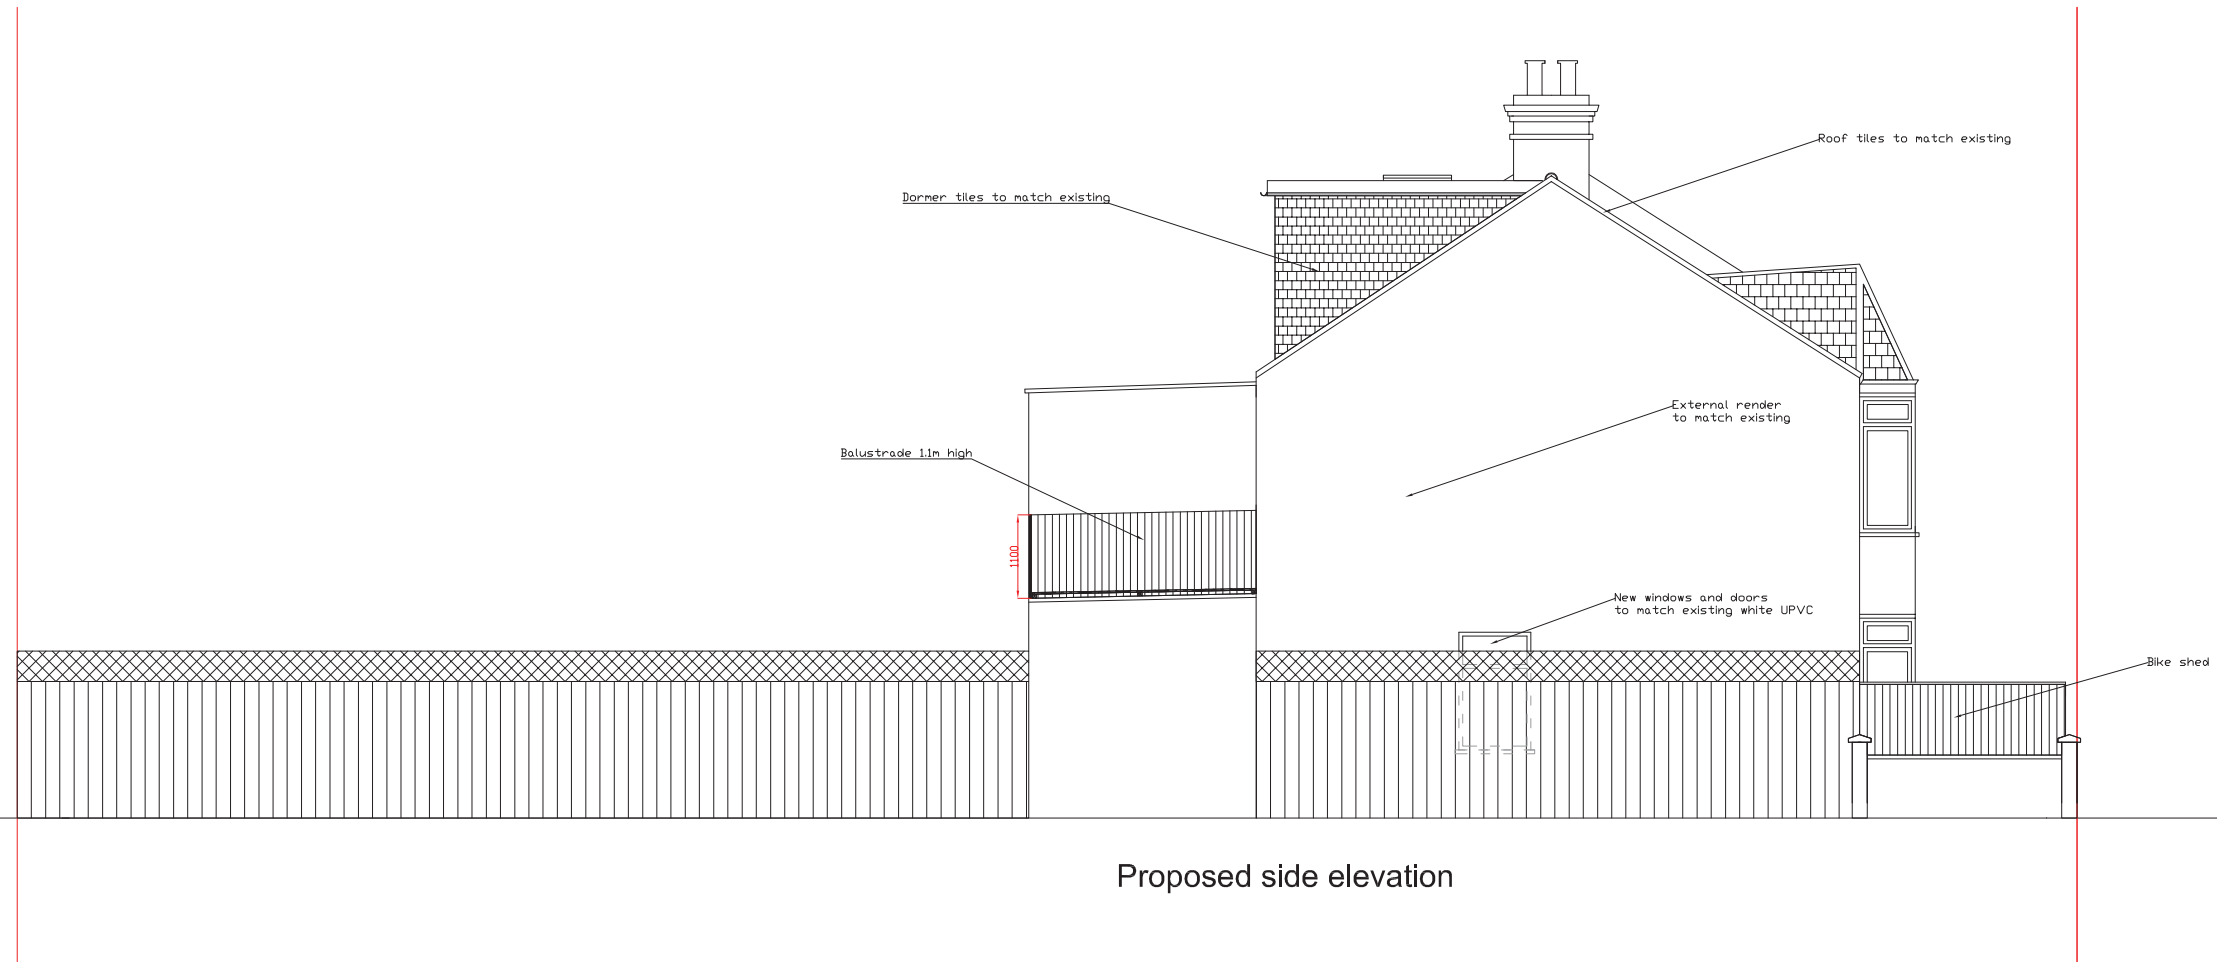 Roof tiles to match existing
Dormer tiles to match existing
External render
to match existing
Balustrade 1.1m high
1100
New windows and doors
to match existing white UPVC
Bike shed
Proposed side elevation